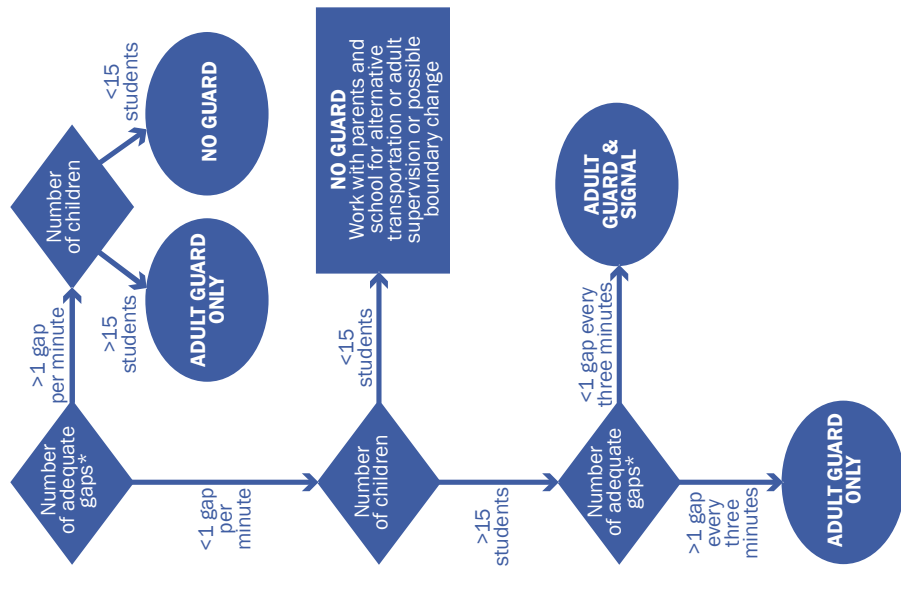 Number
of adequate
gaps*
>1 gap
per minute
Number
of children
>15
students
ADULT GUARD
ONLY
<15
students
NO GUARD
<1 gap
per
minute
Number
of children
<15
students
NO GUARD
Work with parents and
school for alternative
transportation or adult
supervision or possible
boundary change
>15
students
Number
of adequate
gaps*
<1 gap every
three minutes
ADULT
GUARD &
SIGNAL
>1 gap
every
three
minutes
ADULT GUARD
ONLY